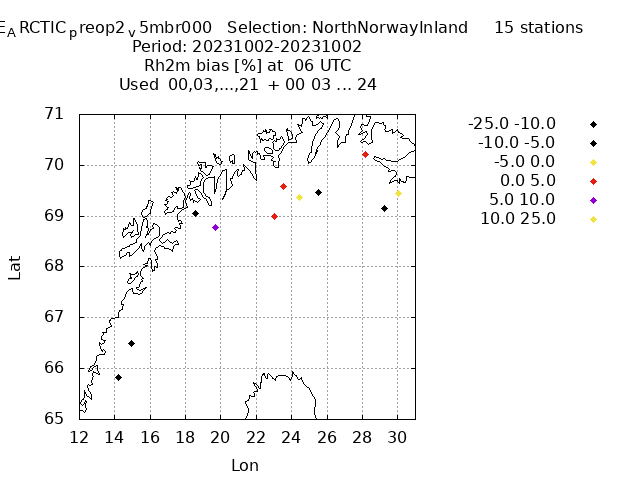 E_A RCTIC_p reop2_v 5mbr000 Selection: NorthNorwayInland 15 stations
Period: 20231002-20231002
Rh2m bias [%] at 06 UTC
Used 00,03,...,21 + 00 03 ... 24
71
70
69
68
67
66
65
Lat
12 14 16 18 20 22 24 26 28 30
Lon
-25.0 -10.0
-10.0 -5.0
-5.0 0.0
0.0 5.0
5.0 10.0
10.0 25.0